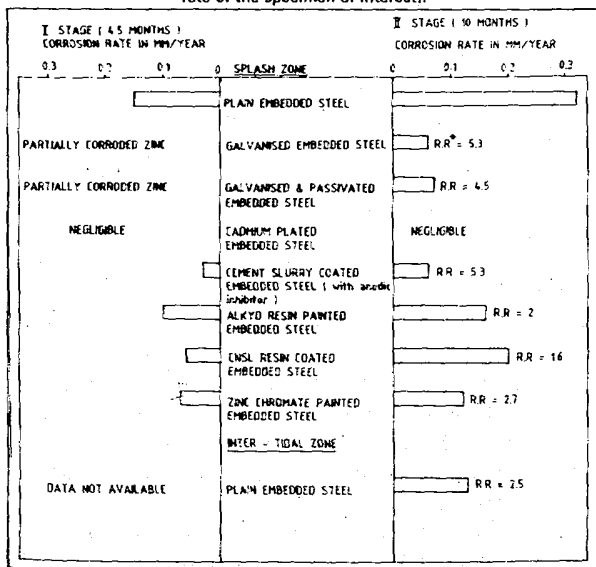 rate of the specimen of interest).
I STAGE ( 4.5 MONTHS )
CORROSION RATE IN MM/YEAR
II STAGE ( 10 MONTHS )
CORROSION RATE IN MM/YEAR
0.3 0.2 0.1 0 SPLASH ZONE 0 0.1 0.2 0.3
PLAIN EMBEDDED STEEL
PARTIALLY CORRODED ZINC GALVANISED EMBEDDED STEEL R.R* = 5.3
PARTIALLY CORRODED ZINC GALVANISED & PASSIVATED R.R = 4.5
EMBEDDED STEEL
NEGLIGIBLE CADMIUM PLATED NEGLIGIBLE
EMBEDDED STEEL
CEMENT SLURRY COATED R.R = 5.3
EMBEDDED STEEL ( with anodic
inhibitor )
ALKYD RESIN PAINTED R.R = 2
EMBEDDED STEEL
CNSL RESIN COATED R.R = 1.6
EMBEDDED STEEL
ZINC CHROMATE PAINTED R.R = 2.7
EMBEDDED STEEL
INTER - TIDAL ZONE
DATA NOT AVAILABLE PLAIN EMBEDDED STEEL R.R = 2.5